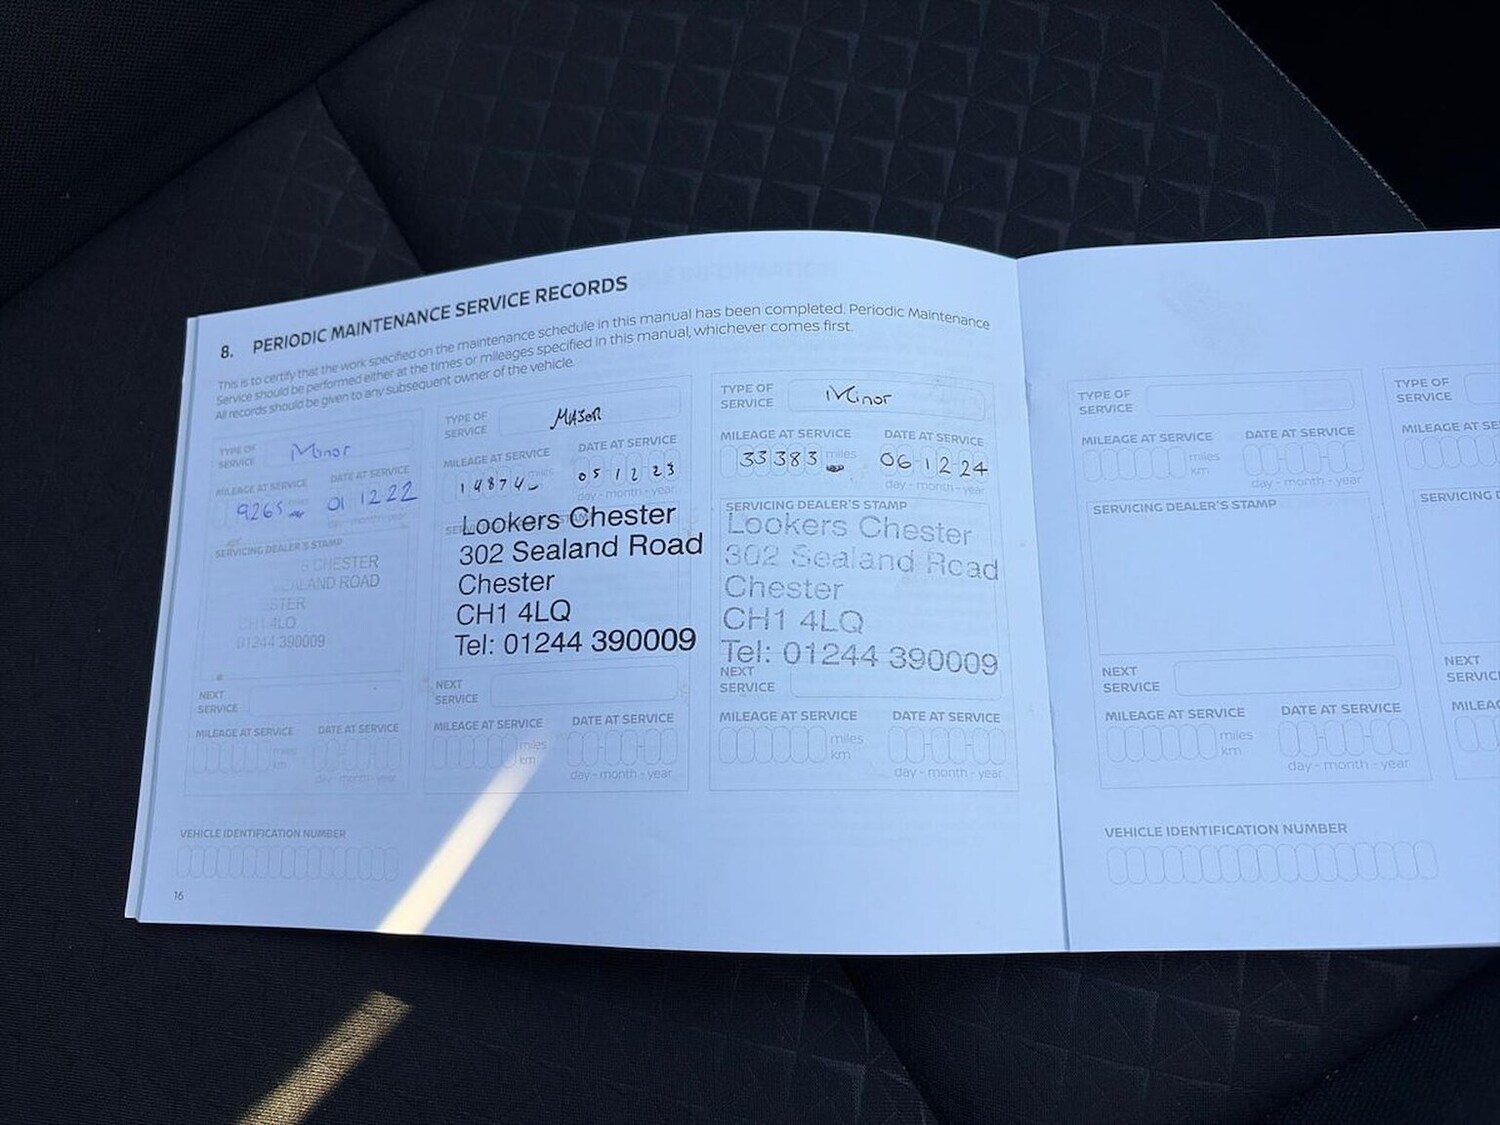 8. PERIODIC MAINTENANCE SERVICE RECORDS
This is to certify that the work specified on the maintenance schedule in this manual has been completed. Periodic Maintenance
Service should be performed either at the times or mileages specified in this manual, whichever comes first.
All records should be given to any subsequent owner of the vehicle.
TYPE OF
SERVICE
Minor
MILEAGE AT SERVICE
DATE AT SERVICE
9265 miles
01 12 22
day - month - year
SERVICING DEALER'S STAMP
S CHESTER
EALAND ROAD
STER
CH1 4LQ
01244 390009
NEXT
SERVICE
MILEAGE AT SERVICE
DATE AT SERVICE
miles
km
day - month - year
VEHICLE IDENTIFICATION NUMBER
16
TYPE OF
SERVICE
MAJOR
MILEAGE AT SERVICE
DATE AT SERVICE
14874 miles
05 12 23
day - month - year
Lookers Chester
302 Sealand Road
Chester
CH1 4LQ
Tel: 01244 390009
NEXT
SERVICE
MILEAGE AT SERVICE
DATE AT SERVICE
miles
km
day - month - year
TYPE OF
SERVICE
Minor
MILEAGE AT SERVICE
DATE AT SERVICE
33383 miles
06 12 24
day - month - year
SERVICING DEALER'S STAMP
Lookers Chester
302 Sealand Road
Chester
CH1 4LQ
Tel: 01244 390009
NEXT
SERVICE
MILEAGE AT SERVICE
DATE AT SERVICE
miles
km
day - month - year
TYPE OF
SERVICE
MILEAGE AT SERVICE
DATE AT SERVICE
miles
km
day - month - year
SERVICING DEALER'S STAMP
NEXT
SERVICE
MILEAGE AT SERVICE
DATE AT SERVICE
miles
km
day - month - year
VEHICLE IDENTIFICATION NUMBER
TYPE OF
SERVICE
MILEAGE AT SE
SERVICING D
NEXT
SERVIC
MILEAG